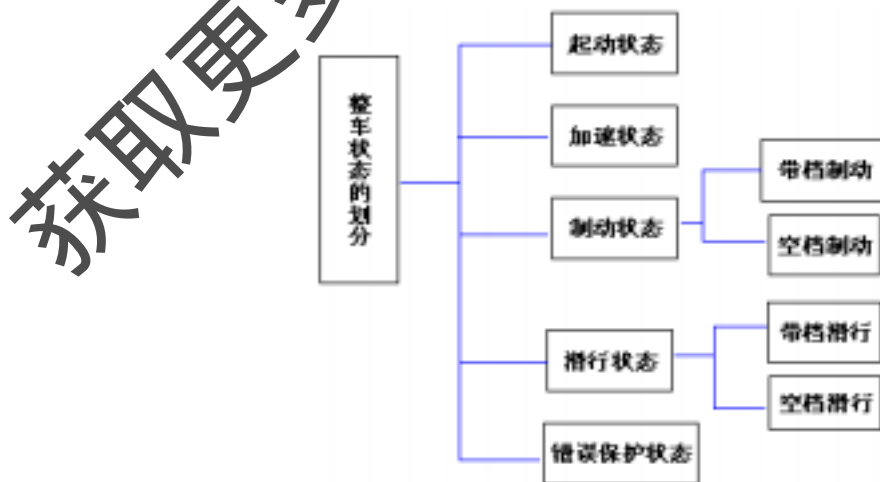 获取更多
整车状态的划分
起动状态
加速状态
制动状态
带档制动
空档制动
滑行状态
带档滑行
空档滑行
错误保护状态